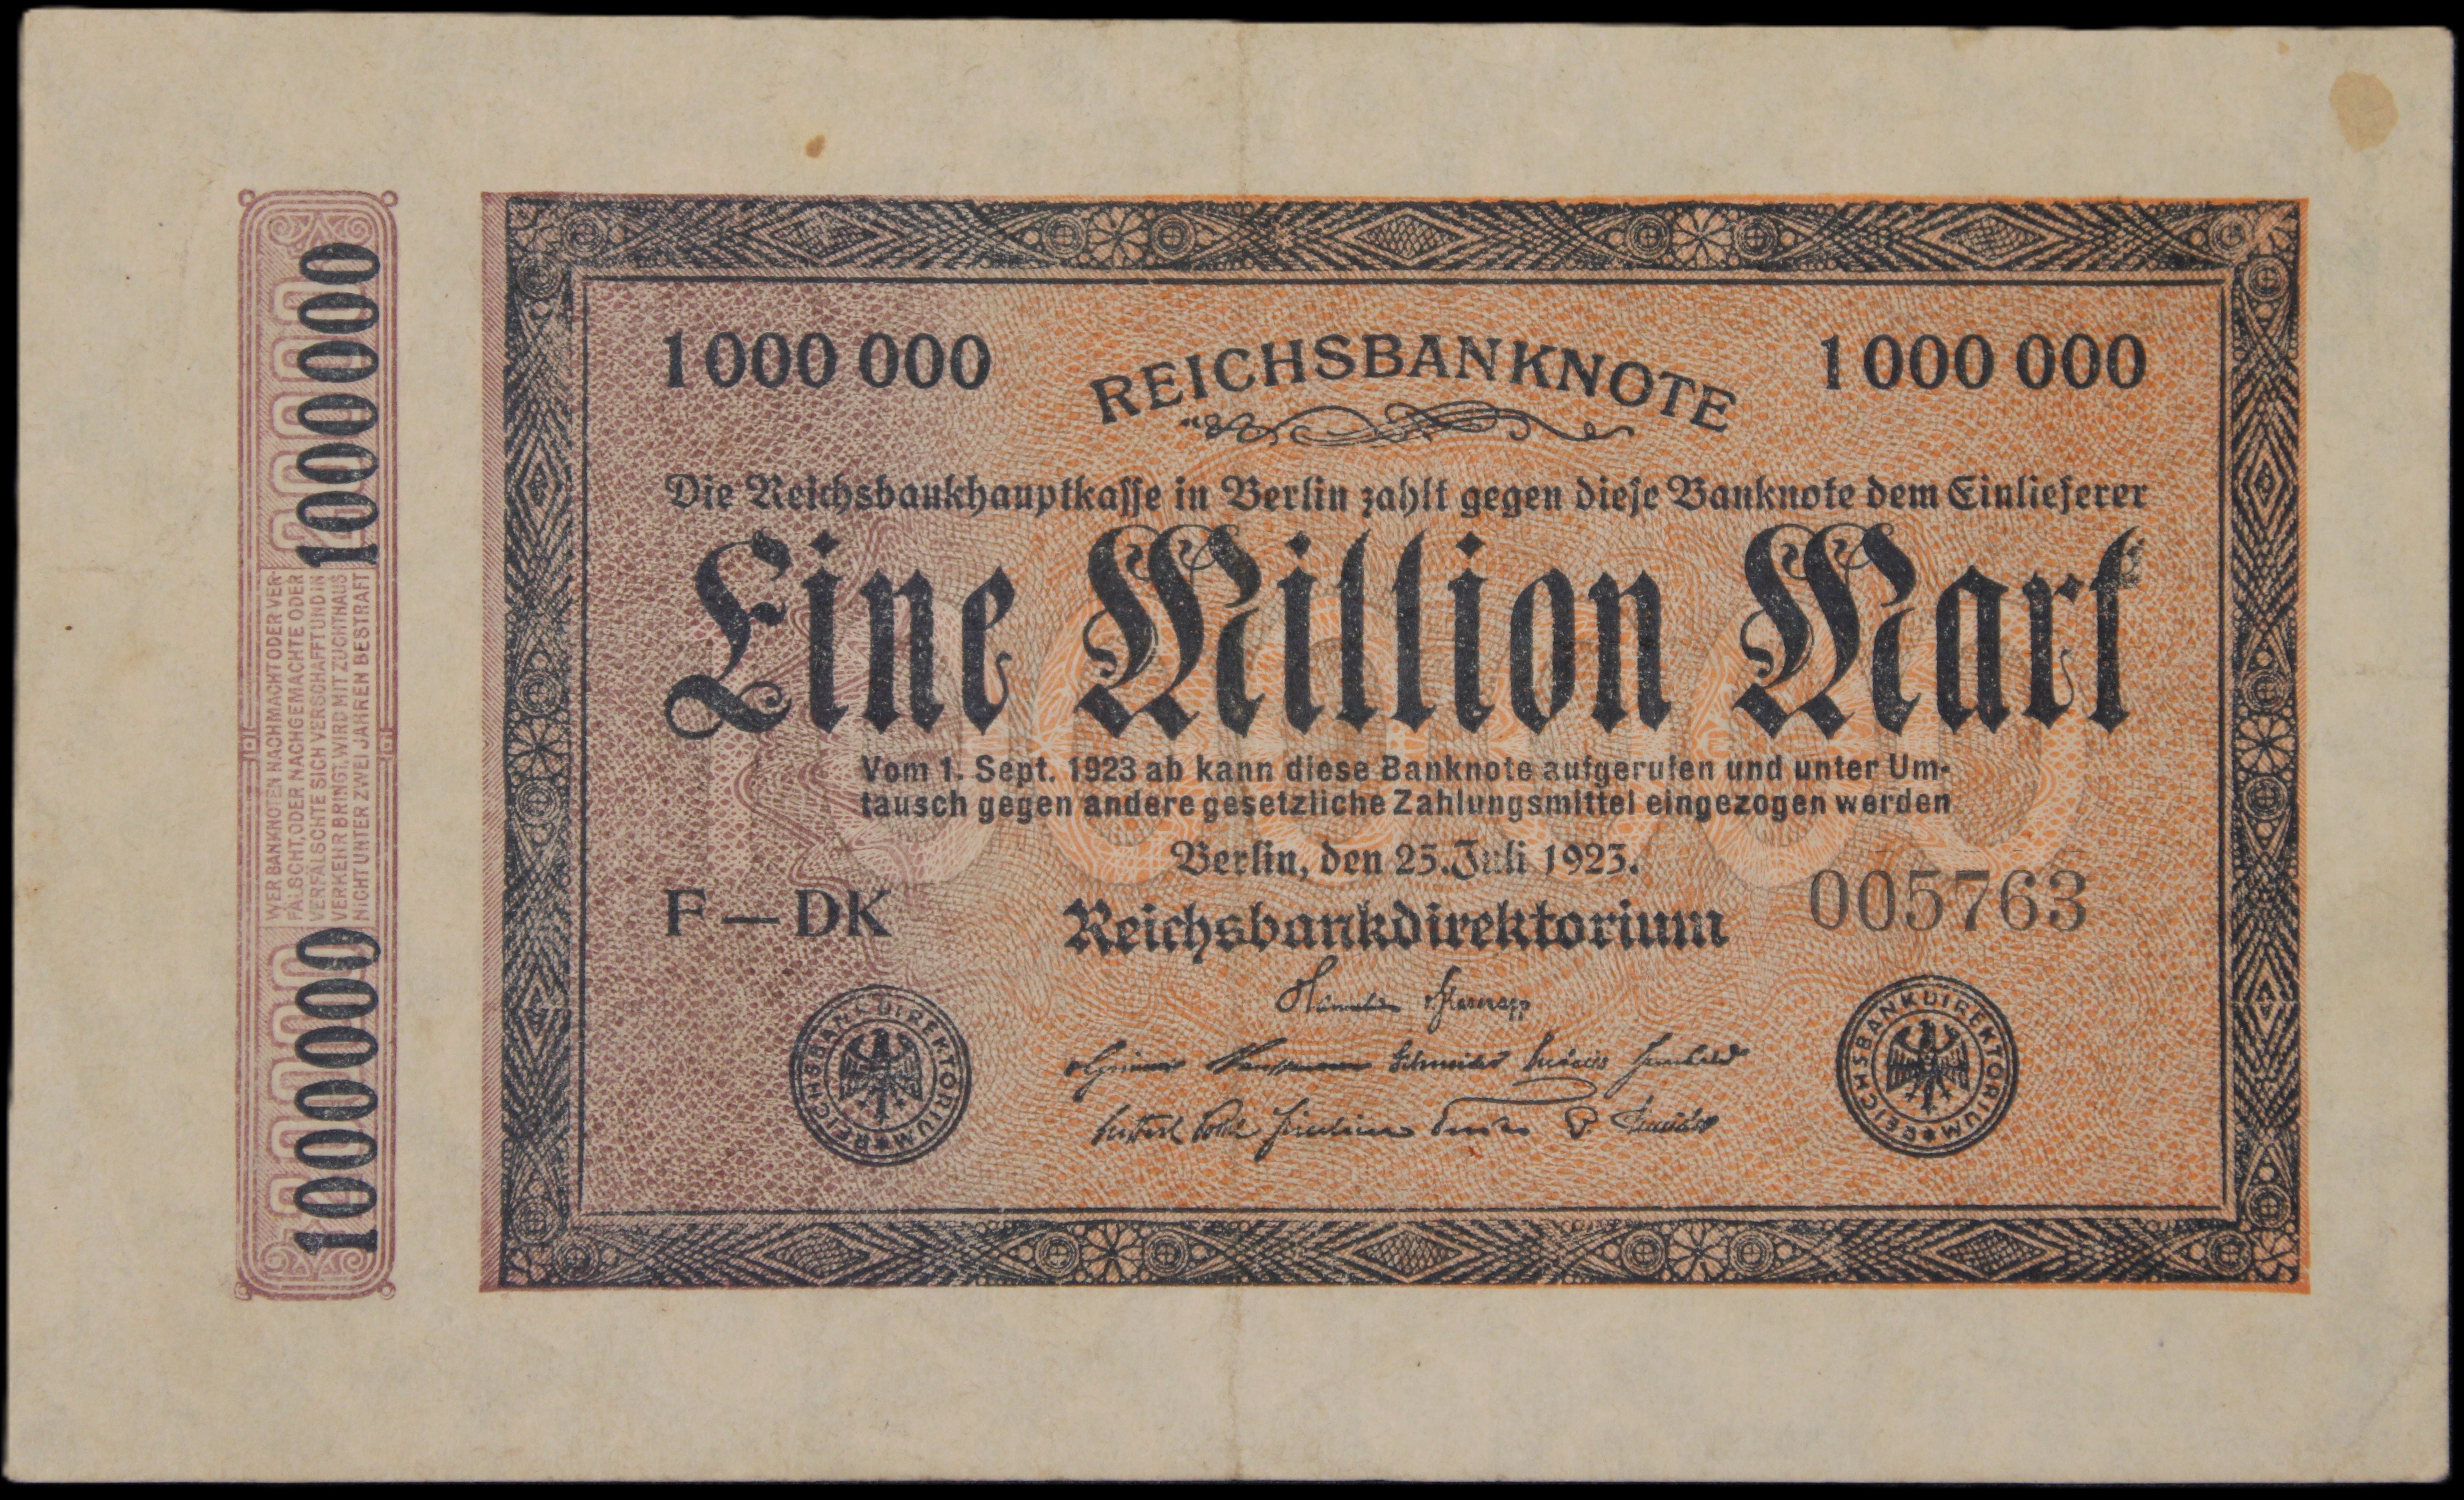 1000000
WER BANKNOTEN NACHMACHT ODER VER-
FÄLSCHT, ODER NACHGEMACHTE ODER
VERFÄLSCHTE SICH VERSCHAFFT UND IN
VERKEHR BRINGT, WIRD MIT ZUCHTHAUS
NICHT UNTER ZWEI JAHREN BESTRAFT
1000000
1000 000
REICHSBANKNOTE
1000 000
Die Reichsbankhauptkasse in Berlin zahlt gegen diese Banknote dem Einlieferer
Eine Million Mark
Vom 1. Sept. 1923 ab kann diese Banknote aufgerufen und unter Um-
tausch gegen andere gesetzliche Zahlungsmittel eingezogen werden
Berlin, den 25. Juli 1923.
F—DK
Reichsbankdirektorium
005763
REICHSBANKDIREKTORIUM
REICHSBANKDIREKTORIUM